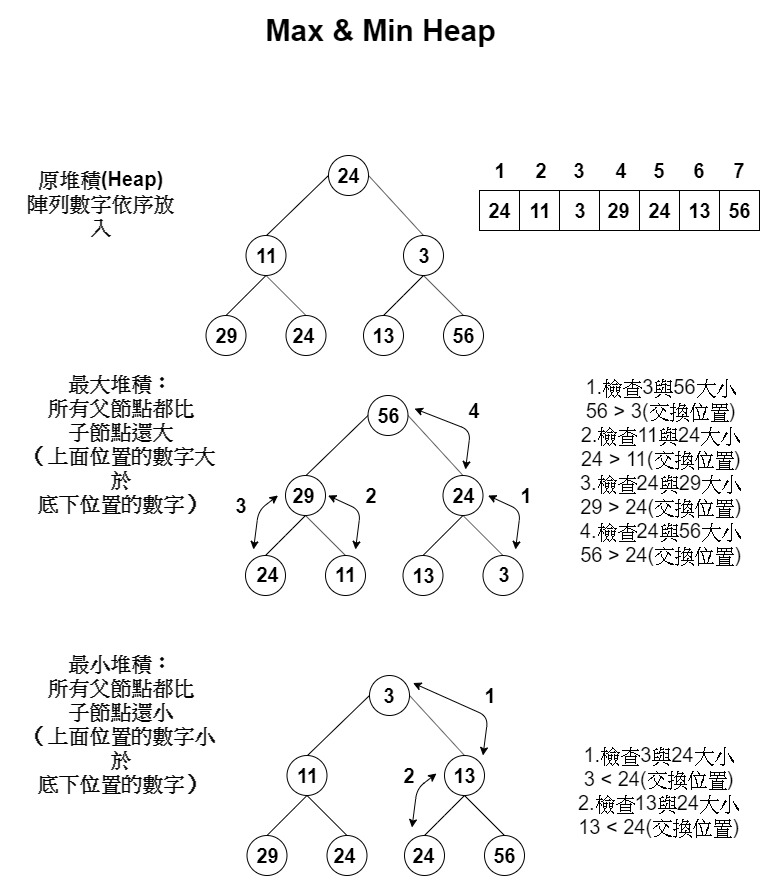 Max & Min Heap
原堆積(Heap)
陣列數字依序放
入
24
11
3
29
24
13
56
1 2 3 4 5 6 7
24 11 3 29 24 13 56
最大堆積：
所有父節點都比
子節點還大
（上面位置的數字大
於
底下位置的數字）
56
4
29
24
3
2
1
24
11
13
3
1.檢查3與56大小
56 > 3(交換位置)
2.檢查11與24大小
24 > 11(交換位置)
3.檢查24與29大小
29 > 24(交換位置)
4.檢查24與56大小
56 > 24(交換位置)
最小堆積：
所有父節點都比
子節點還小
（上面位置的數字小
於
底下位置的數字）
3
1
11
2
13
29
24
24
56
1.檢查3與24大小
3 < 24(交換位置)
2.檢查13與24大小
13 < 24(交換位置)